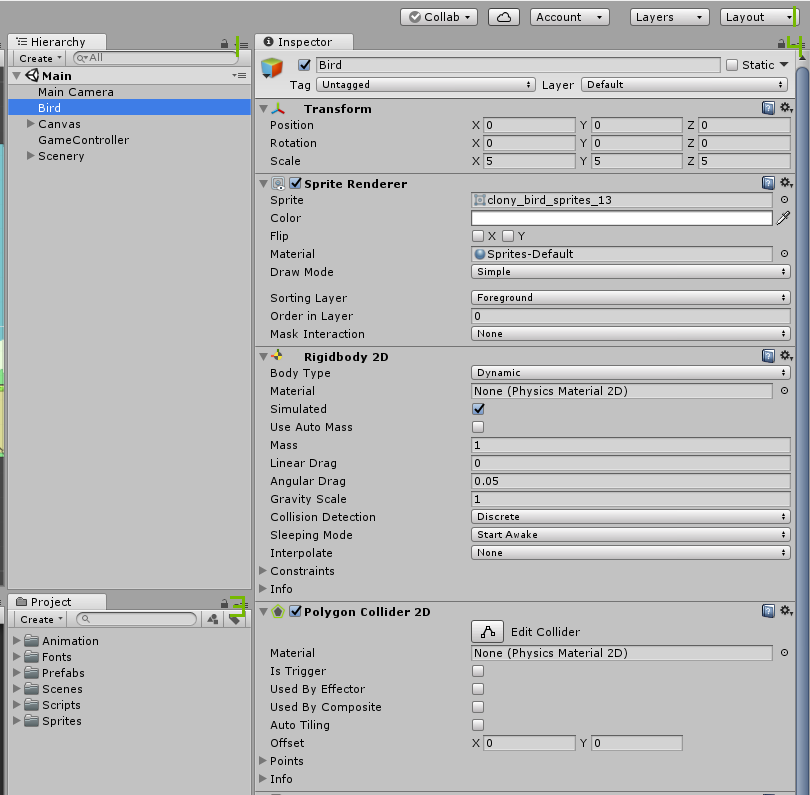 Collab Account Layers Layout
Hierarchy
Create All
Main
Main Camera
Bird
Canvas
GameController
Scenery
1
Project
Create
3
Animation
Fonts
Prefabs
Scenes
Scripts
Sprites
Inspector
4
Bird Static
Tag Untagged Layer Default
Transform
Position X 0 Y 0 Z 0
Rotation X 0 Y 0 Z 0
Scale X 5 Y 5 Z 5
Sprite Renderer
Sprite clony_bird_sprites_13
Color
Flip X Y
Material Sprites-Default
Draw Mode Simple
Sorting Layer Foreground
Order in Layer 0
Mask Interaction None
Rigidbody 2D
Body Type Dynamic
Material None (Physics Material 2D)
Simulated
Use Auto Mass
Mass 1
Linear Drag 0
Angular Drag 0.05
Gravity Scale 1
Collision Detection Discrete
Sleeping Mode Start Awake
Interpolate None
Constraints
Info
Polygon Collider 2D
Edit Collider
Material None (Physics Material 2D)
Is Trigger
Used By Effector
Used By Composite
Auto Tiling
Offset X 0 Y 0
Points
Info